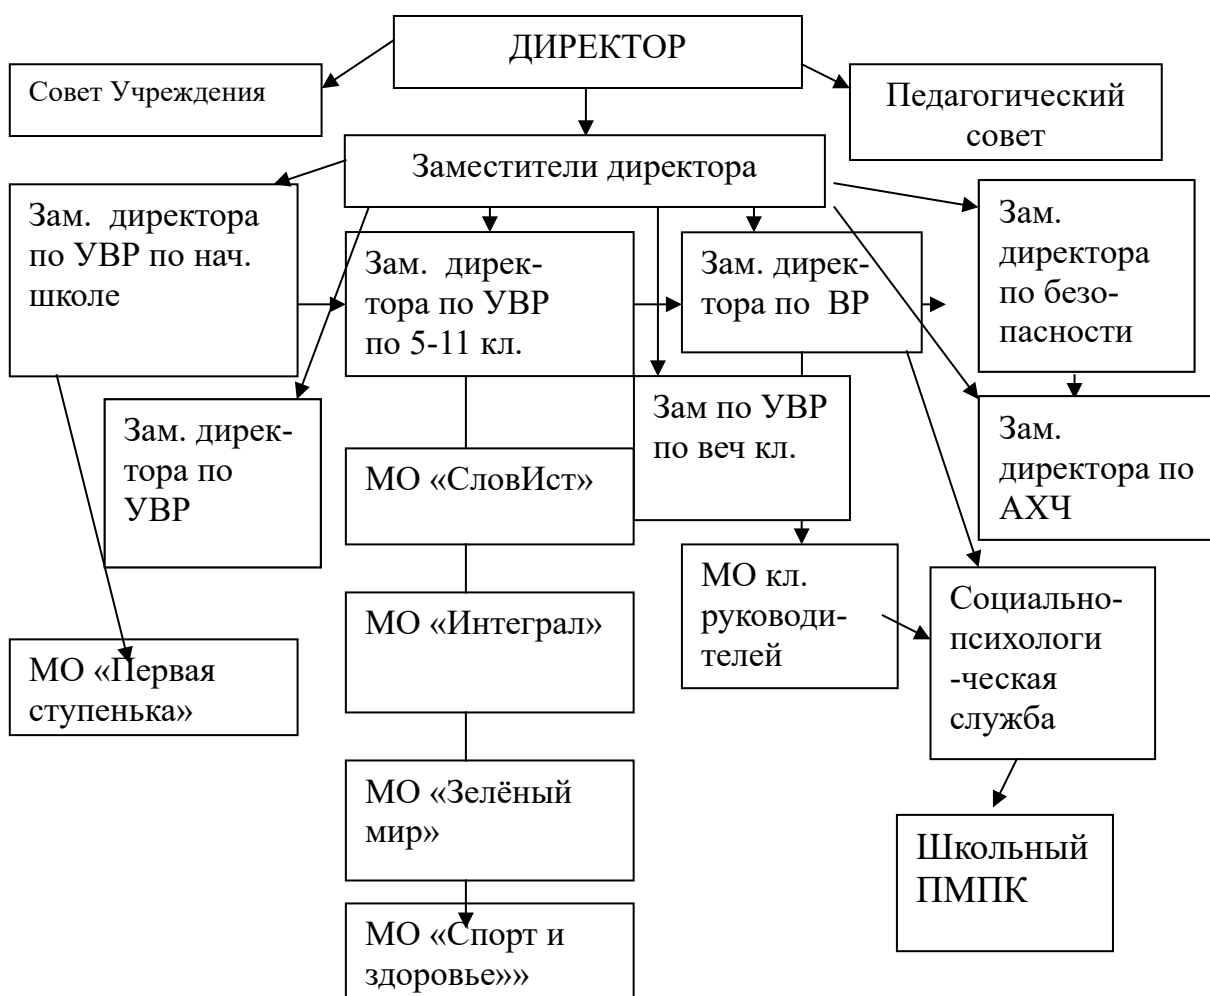 ДИРЕКТОР
Совет Учреждения
Педагогический
совет
Заместители директора
Зам. директора
по УВР по нач.
школе
Зам. дирек-
тора по УВР
по 5-11 кл.
Зам. дирек-
тора по ВР
Зам.
директора
по безо-
пасности
Зам. дирек-
тора по
УВР
Зам по УВР
по веч кл.
Зам.
директора по
АХЧ
МО «СловИст»
МО кл.
руководи-
телей
Социально-
психологи
-ческая
служба
МО «Интеграл»
МО «Первая
ступенька»
МО «Зелёный
мир»
Школьный
ПМПК
МО «Спорт и
здоровье»»